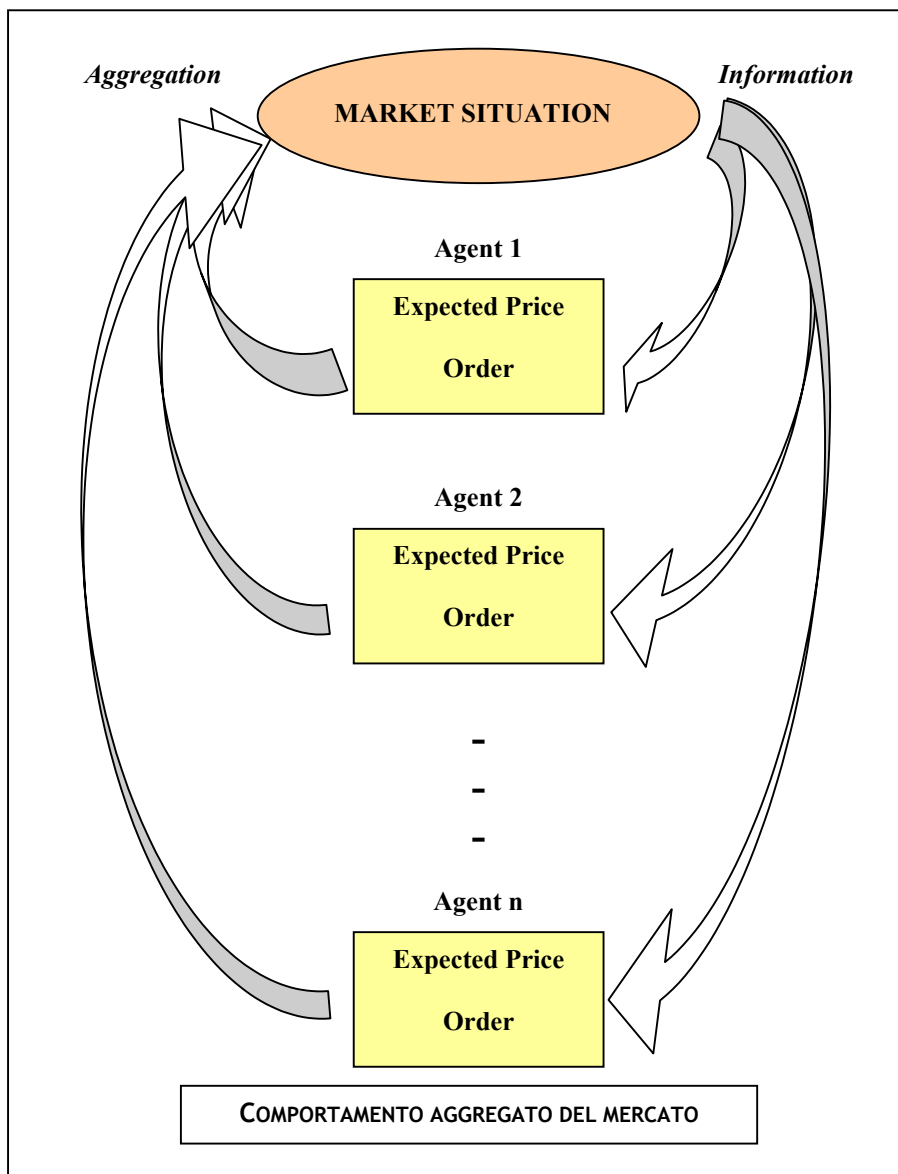 Aggregation
Information
MARKET SITUATION
Agent 1
Expected Price
Order
Agent 2
Expected Price
Order
-
-
-
Agent n
Expected Price
Order
COMPORTAMENTO AGGREGATO DEL MERCATO